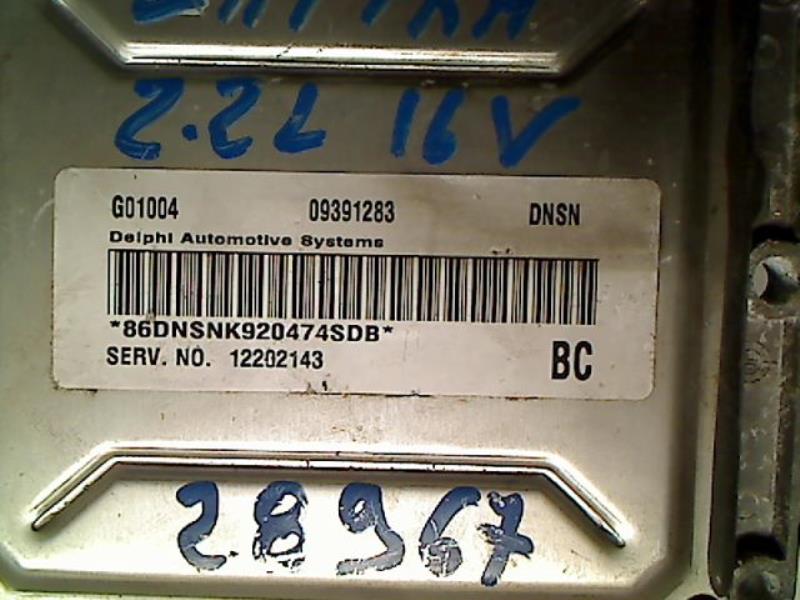 2.2L 16V
G01004 09391283 DNSN
Delphi Automotive Systems
*86DNSNK920474SDB*
SERV. NO. 12202143 BC
28967